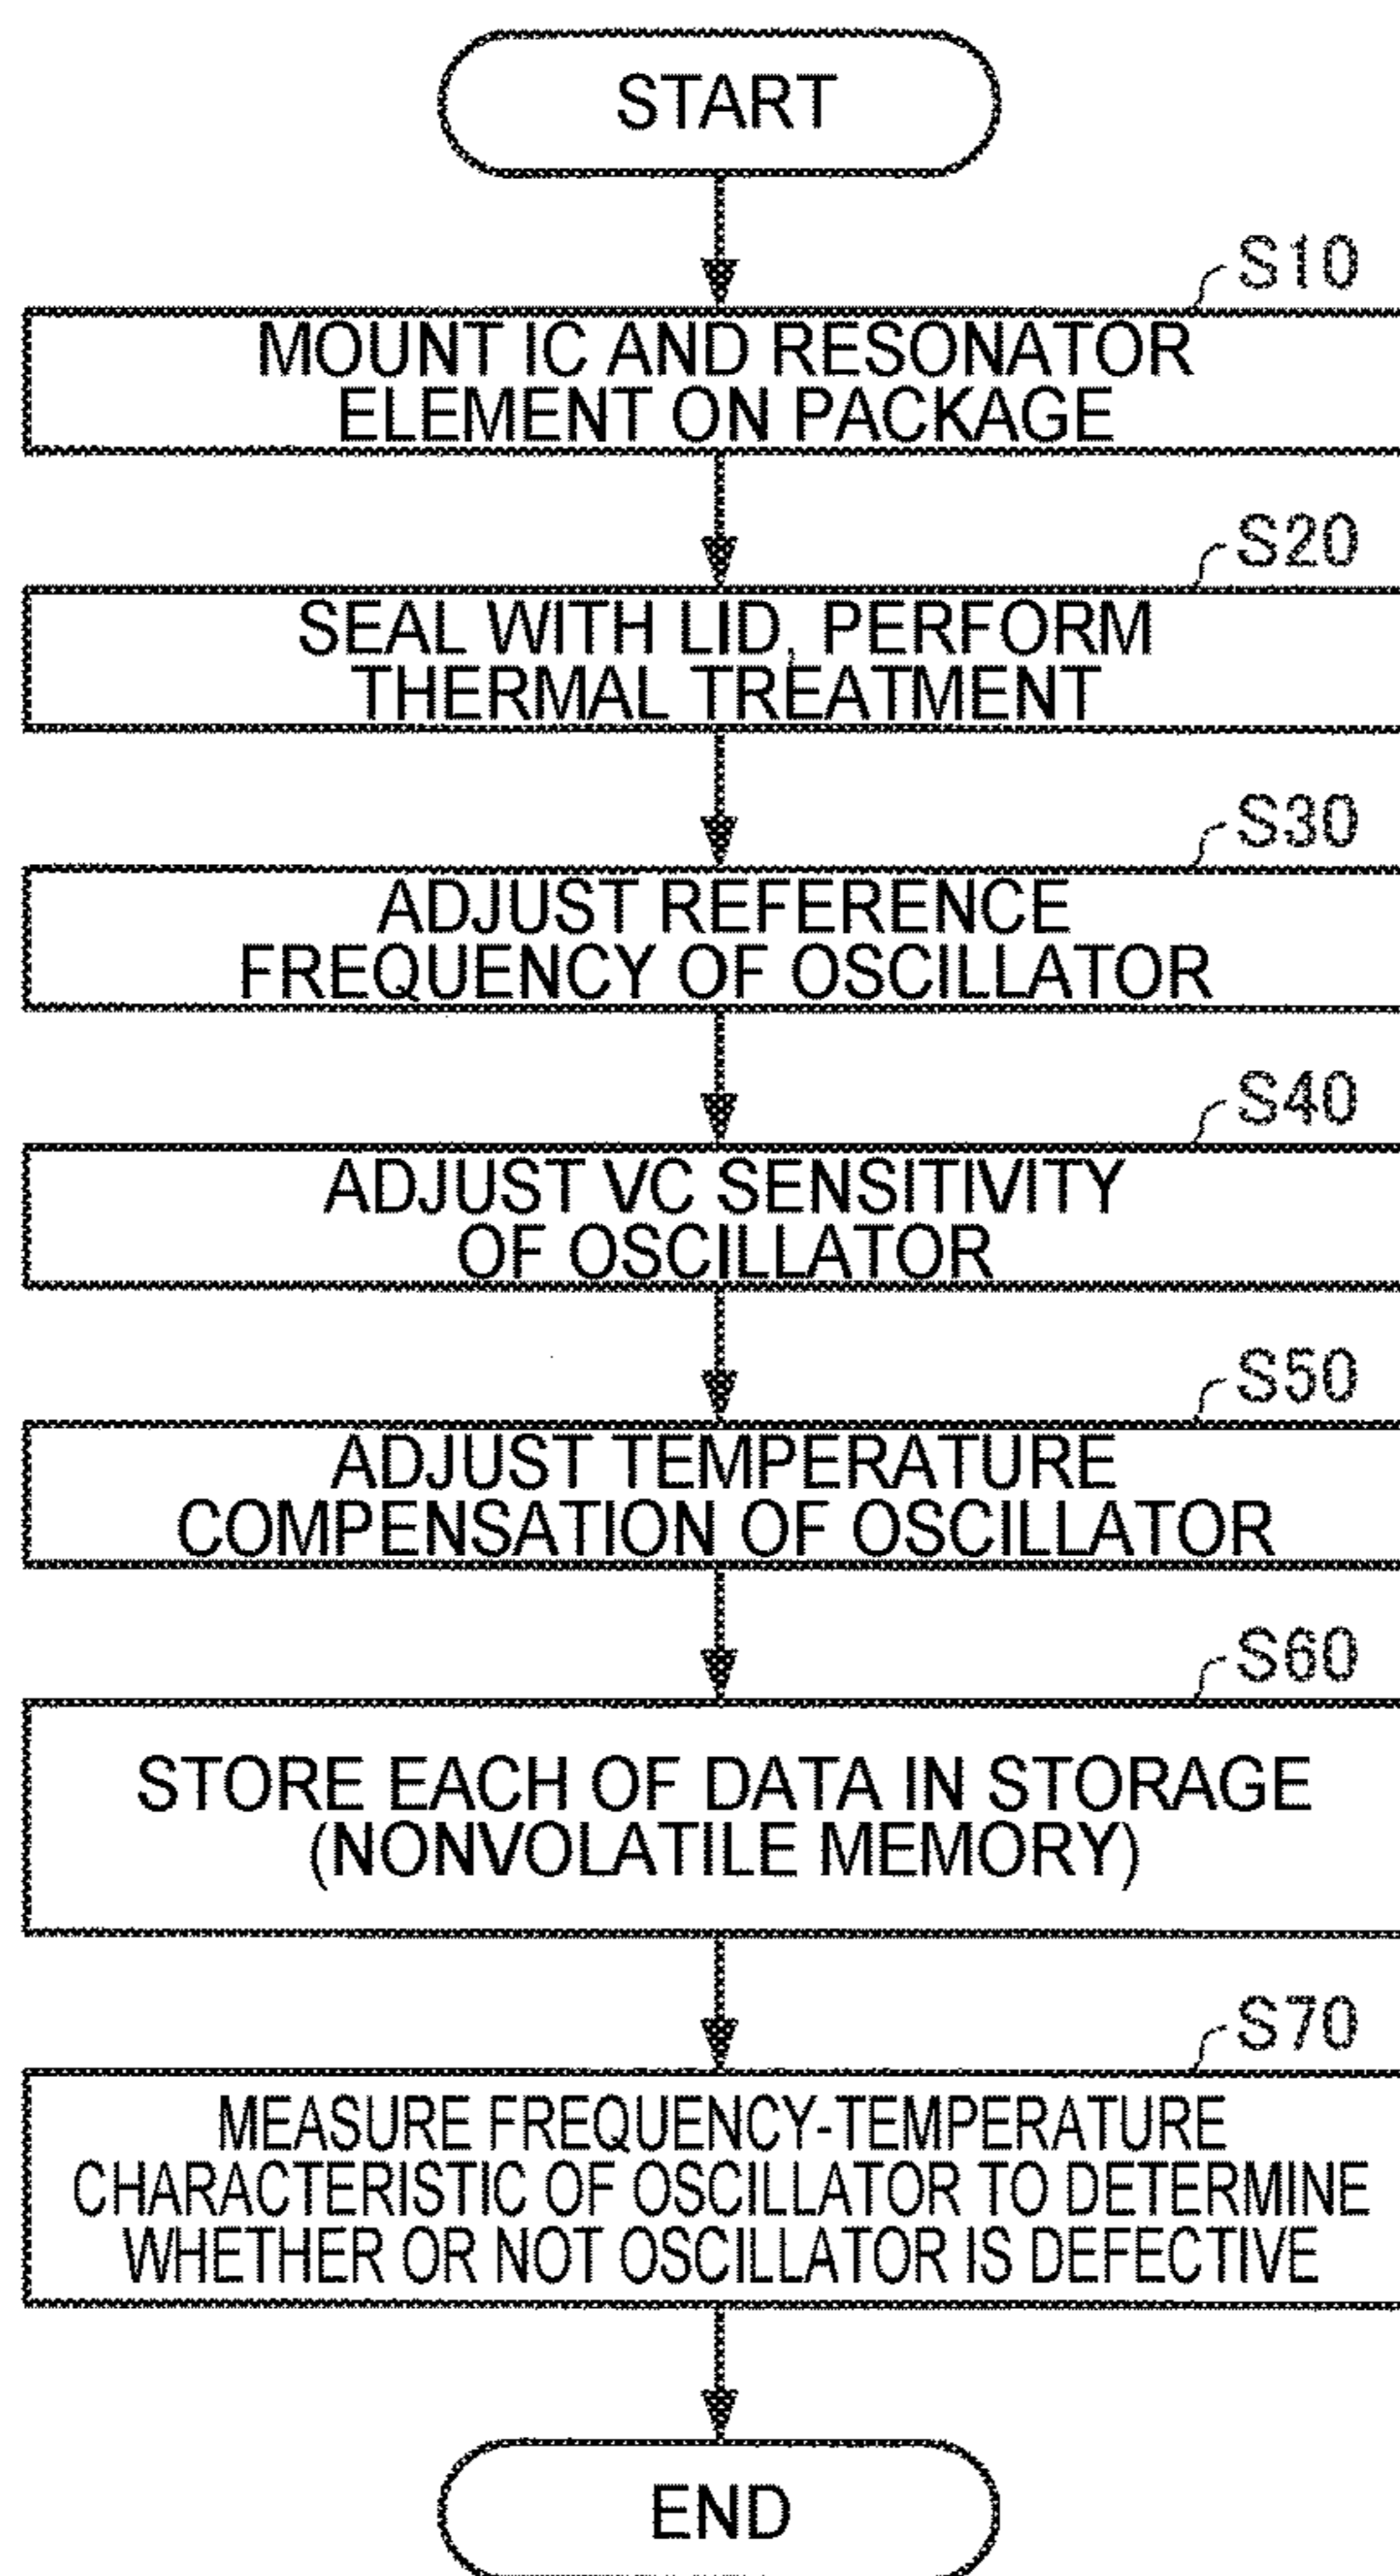 START
S10
MOUNT IC AND RESONATOR
ELEMENT ON PACKAGE
S20
SEAL WITH LID, PERFORM
THERMAL TREATMENT
S30
ADJUST REFERENCE
FREQUENCY OF OSCILLATOR
S40
ADJUST VC SENSITIVITY
OF OSCILLATOR
S50
ADJUST TEMPERATURE
COMPENSATION OF OSCILLATOR
S60
STORE EACH OF DATA IN STORAGE
(NONVOLATILE MEMORY)
S70
MEASURE FREQUENCY-TEMPERATURE
CHARACTERISTIC OF OSCILLATOR TO DETERMINE
WHETHER OR NOT OSCILLATOR IS DEFECTIVE
END